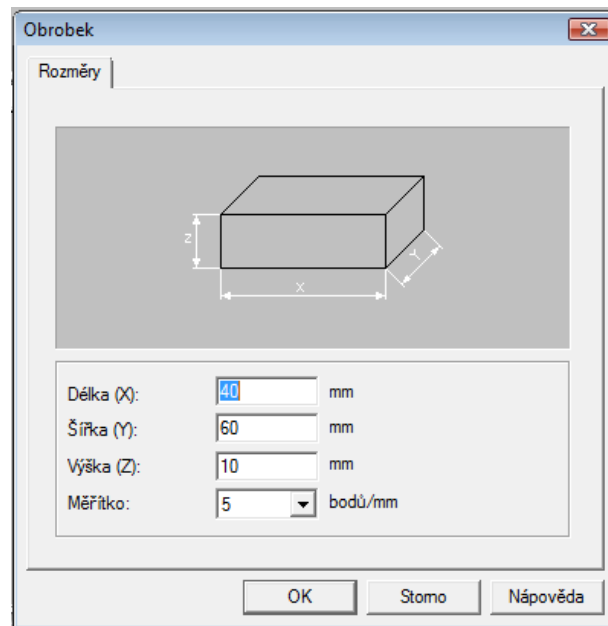 Obrobek
Rozměry
Z
Y
X
Délka (X): 40 mm
Šířka (Y): 60 mm
Výška (Z): 10 mm
Měřítko: 5 bodů/mm
OK Storno Nápověda